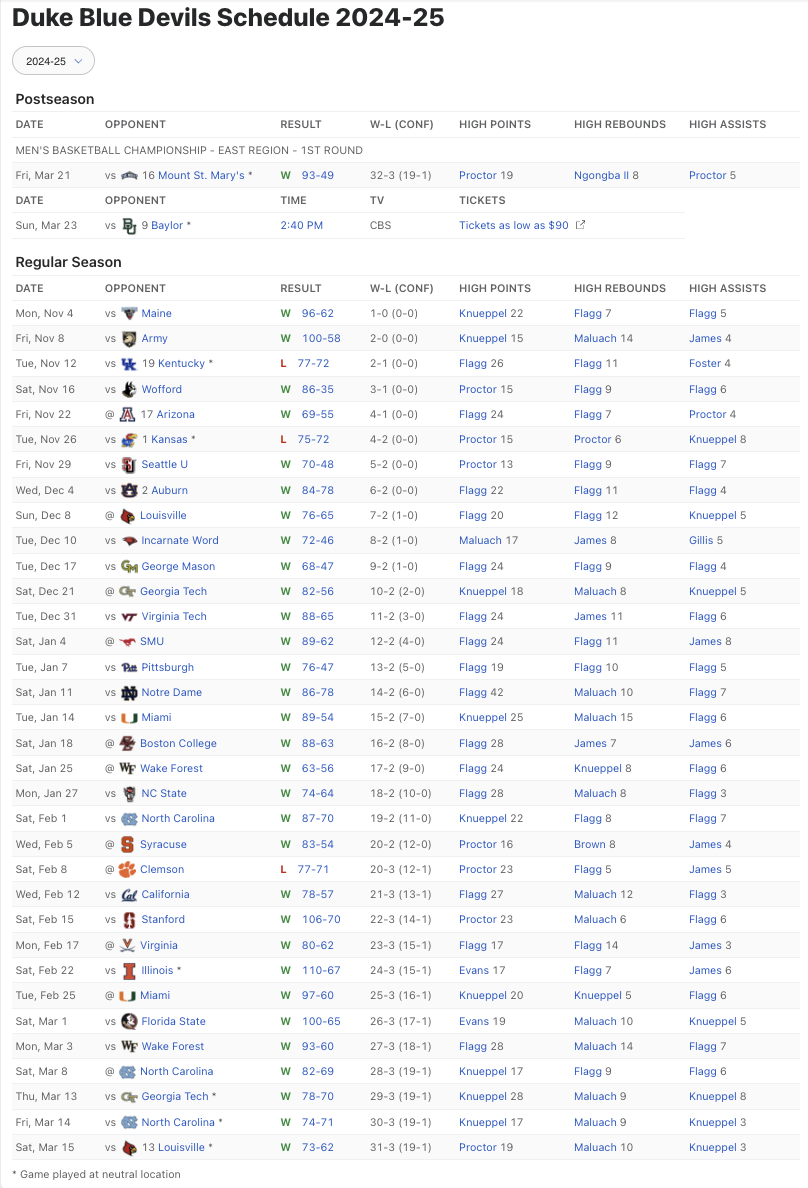 Duke Blue Devils Schedule 2024-25
2024-25
Postseason
DATE OPPONENT RESULT W-L (CONF) HIGH POINTS HIGH REBOUNDS HIGH ASSISTS
MEN'S BASKETBALL CHAMPIONSHIP - EAST REGION - 1ST ROUND
Fri, Mar 21 vs 16 Mount St. Mary's * W 93-49 32-3 (19-1) Proctor 19 Ngongba II 8 Proctor 5
DATE OPPONENT TIME TV TICKETS
Sun, Mar 23 vs 9 Baylor * 2:40 PM CBS Tickets as low as $90
Regular Season
DATE OPPONENT RESULT W-L (CONF) HIGH POINTS HIGH REBOUNDS HIGH ASSISTS
Mon, Nov 4 vs Maine W 96-62 1-0 (0-0) Knueppel 22 Flagg 7 Flagg 5
Fri, Nov 8 vs Army W 100-58 2-0 (0-0) Knueppel 15 Maluach 14 James 4
Tue, Nov 12 vs 19 Kentucky * L 77-72 2-1 (0-0) Flagg 26 Flagg 11 Foster 4
Sat, Nov 16 vs Wofford W 86-35 3-1 (0-0) Proctor 15 Flagg 9 Flagg 6
Fri, Nov 22 @ 17 Arizona W 69-55 4-1 (0-0) Flagg 24 Flagg 7 Proctor 4
Tue, Nov 26 vs 1 Kansas * L 75-72 4-2 (0-0) Proctor 15 Proctor 6 Knueppel 8
Fri, Nov 29 vs Seattle U W 70-48 5-2 (0-0) Proctor 13 Flagg 9 Flagg 7
Wed, Dec 4 vs 2 Auburn W 84-78 6-2 (0-0) Flagg 22 Flagg 11 Flagg 4
Sun, Dec 8 @ Louisville W 76-65 7-2 (1-0) Flagg 20 Flagg 12 Knueppel 5
Tue, Dec 10 vs Incarnate Word W 72-46 8-2 (1-0) Maluach 17 James 8 Gillis 5
Tue, Dec 17 vs George Mason W 68-47 9-2 (1-0) Flagg 24 Flagg 9 Flagg 4
Sat, Dec 21 @ Georgia Tech W 82-56 10-2 (2-0) Knueppel 18 Maluach 8 Knueppel 5
Tue, Dec 31 vs Virginia Tech W 88-65 11-2 (3-0) Flagg 24 James 11 Flagg 6
Sat, Jan 4 @ SMU W 89-62 12-2 (4-0) Flagg 24 Flagg 11 James 8
Tue, Jan 7 vs Pittsburgh W 76-47 13-2 (5-0) Flagg 19 Flagg 10 Flagg 5
Sat, Jan 11 vs Notre Dame W 86-78 14-2 (6-0) Flagg 42 Maluach 10 Flagg 7
Tue, Jan 14 vs Miami W 89-54 15-2 (7-0) Knueppel 25 Maluach 15 Flagg 6
Sat, Jan 18 @ Boston College W 88-63 16-2 (8-0) Flagg 28 James 7 James 6
Sat, Jan 25 @ Wake Forest W 63-56 17-2 (9-0) Flagg 24 Knueppel 8 Flagg 6
Mon, Jan 27 vs NC State W 74-64 18-2 (10-0) Flagg 28 Maluach 8 Flagg 3
Sat, Feb 1 vs North Carolina W 87-70 19-2 (11-0) Knueppel 22 Flagg 8 Flagg 7
Wed, Feb 5 @ Syracuse W 83-54 20-2 (12-0) Proctor 16 Brown 8 James 4
Sat, Feb 8 @ Clemson L 77-71 20-3 (12-1) Proctor 23 Flagg 5 James 5
Wed, Feb 12 vs California W 78-57 21-3 (13-1) Flagg 27 Maluach 12 Flagg 3
Sat, Feb 15 vs Stanford W 106-70 22-3 (14-1) Proctor 23 Maluach 6 Flagg 6
Mon, Feb 17 @ Virginia W 80-62 23-3 (15-1) Flagg 17 Flagg 14 James 3
Sat, Feb 22 vs Illinois * W 110-67 24-3 (15-1) Evans 17 Flagg 7 James 6
Tue, Feb 25 @ Miami W 97-60 25-3 (16-1) Knueppel 20 Knueppel 5 Flagg 6
Sat, Mar 1 vs Florida State W 100-65 26-3 (17-1) Evans 19 Maluach 10 Knueppel 5
Mon, Mar 3 vs Wake Forest W 93-60 27-3 (18-1) Flagg 28 Maluach 14 Flagg 7
Sat, Mar 8 @ North Carolina W 82-69 28-3 (19-1) Knueppel 17 Flagg 9 Flagg 6
Thu, Mar 13 vs Georgia Tech * W 78-70 29-3 (19-1) Knueppel 28 Maluach 9 Knueppel 8
Fri, Mar 14 vs North Carolina * W 74-71 30-3 (19-1) Knueppel 17 Maluach 9 Knueppel 3
Sat, Mar 15 vs 13 Louisville * W 73-62 31-3 (19-1) Proctor 19 Maluach 10 Knueppel 3
* Game played at neutral location